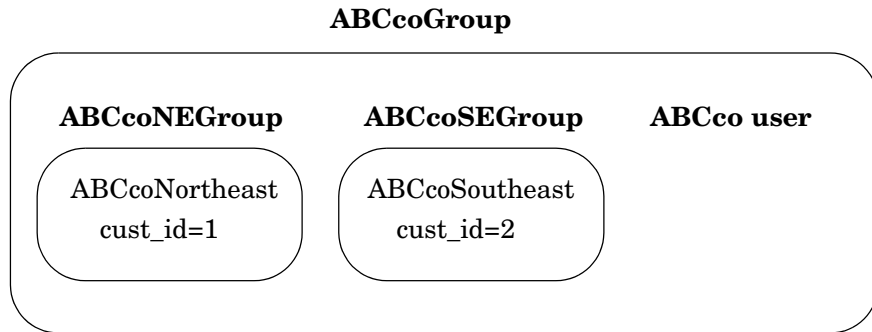 ABCcoGroup
ABCcoNEGroup
ABCcoSEGroup
ABCco user
ABCcoNortheast
cust_id=1
ABCcoSoutheast
cust_id=2